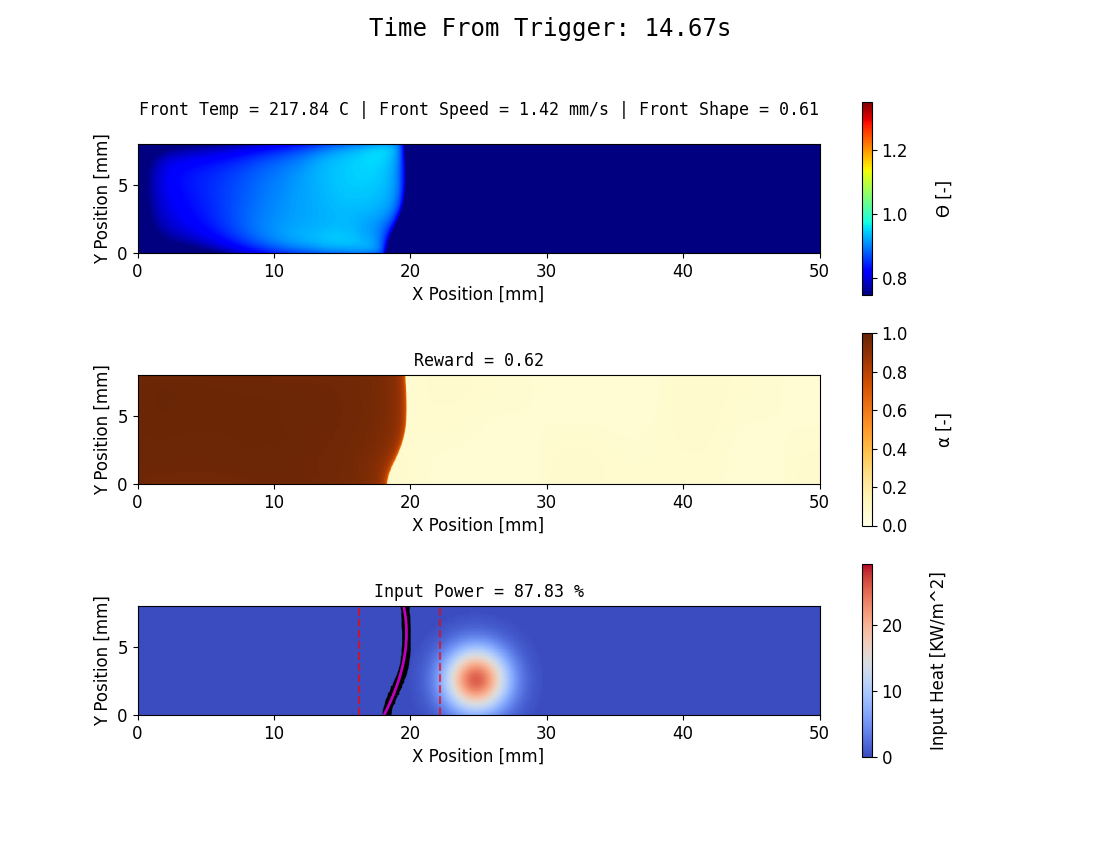 Time From Trigger: 14.67s
Front Temp = 217.84 C | Front Speed = 1.42 mm/s | Front Shape = 0.61
Y Position [mm]
5
0
0 10 20 30 40 50
X Position [mm]
1.2
1.0
0.8
Θ [-]
Reward = 0.62
Y Position [mm]
5
0
0 10 20 30 40 50
X Position [mm]
1.0
0.8
0.6
0.4
0.2
0.0
α [-]
Input Power = 87.83 %
Y Position [mm]
5
0
0 10 20 30 40 50
X Position [mm]
20
10
0
Input Heat [KW/m^2]